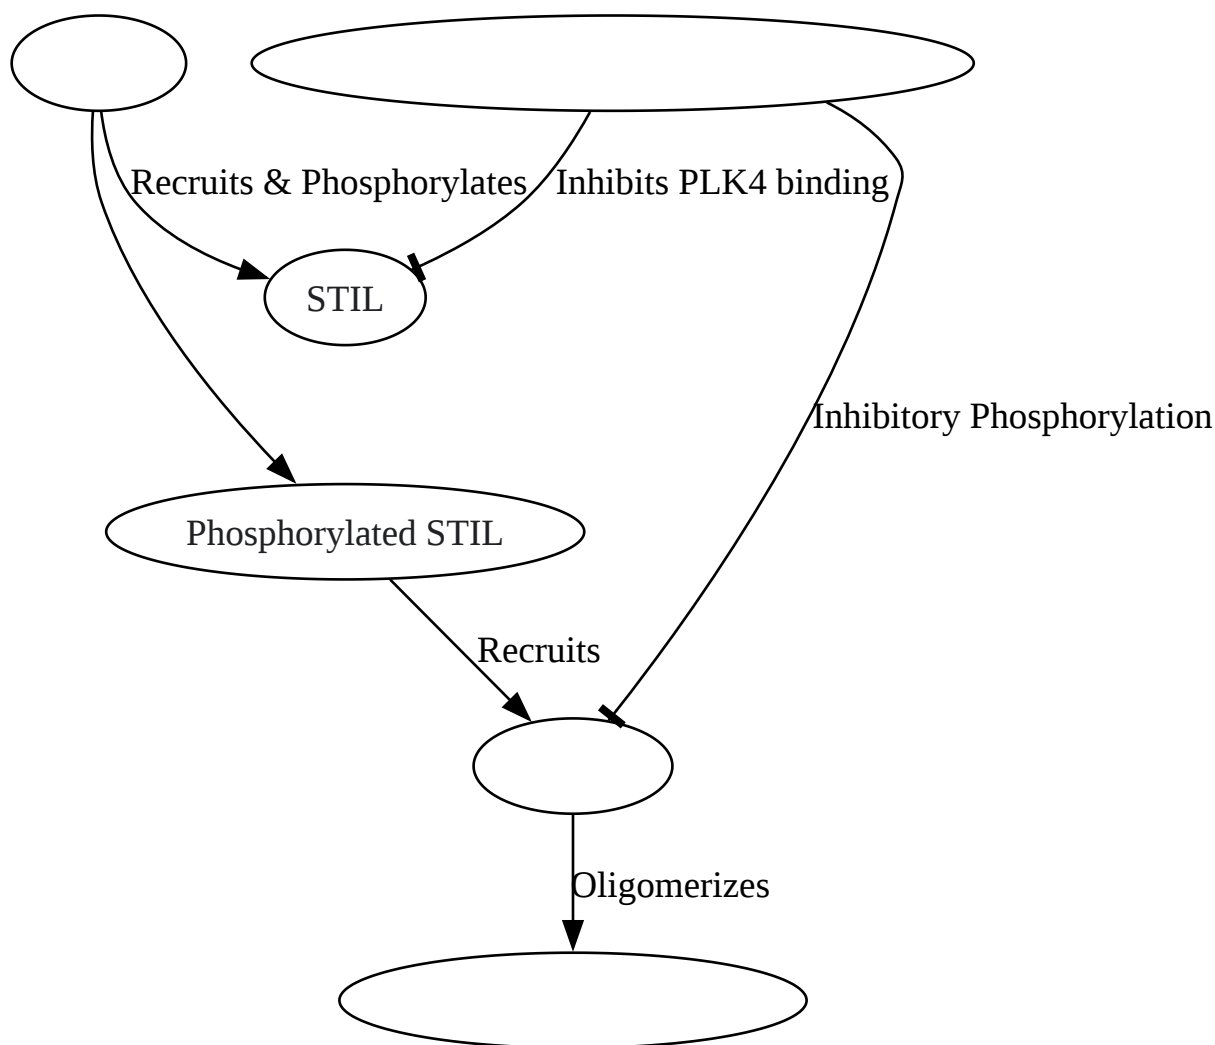 Recruits & Phosphorylates
Inhibits PLK4 binding
STIL
Inhibitory Phosphorylation
Phosphorylated STIL
Recruits
Oligomerizes